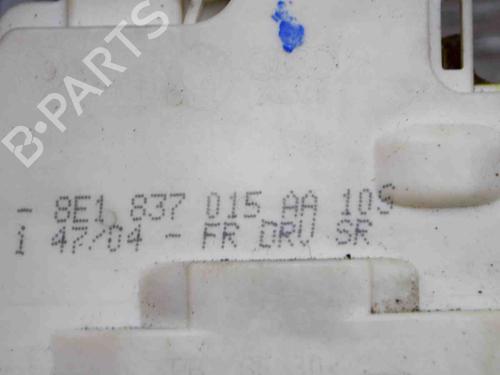 B-PARTS
- 8E1 837 015 AA 10S
i 47/04 - FR DRV SR